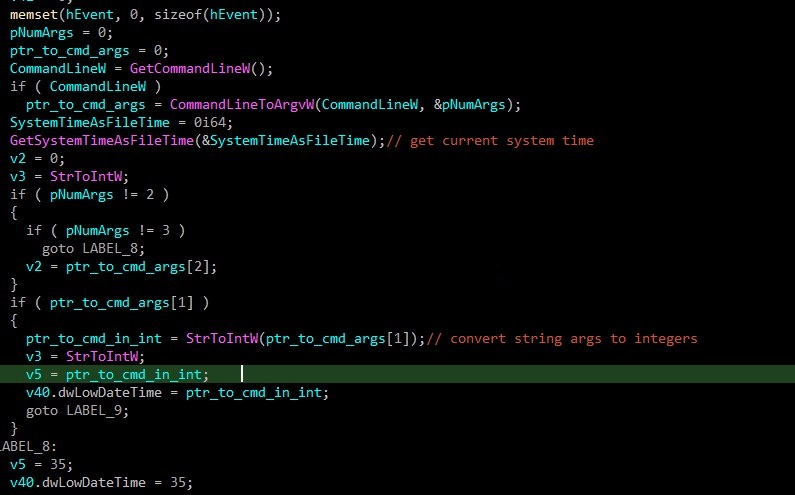 memset(hEvent, 0, sizeof(hEvent));
pNumArgs = 0;
ptr_to_cmd_args = 0;
CommandLineW = GetCommandLineW();
if ( CommandLineW )
ptr_to_cmd_args = CommandLineToArgvW(CommandLineW, &pNumArgs);
SystemTimeAsFileTime = 0i64;
GetSystemTimeAsFileTime(&SystemTimeAsFileTime);// get current system time
v2 = 0;
v3 = StrToIntW;
if ( pNumArgs != 2 )
{
if ( pNumArgs != 3 )
goto LABEL_8;
v2 = ptr_to_cmd_args[2];
}
if ( ptr_to_cmd_args[1] )
{
ptr_to_cmd_in_int = StrToIntW(ptr_to_cmd_args[1]);// convert string args to integers
v3 = StrToIntW;
v5 = ptr_to_cmd_in_int;
v40.dwLowDateTime = ptr_to_cmd_in_int;
goto LABEL_9;
}
ABEL_8:
v5 = 35;
v40.dwLowDateTime = 35;